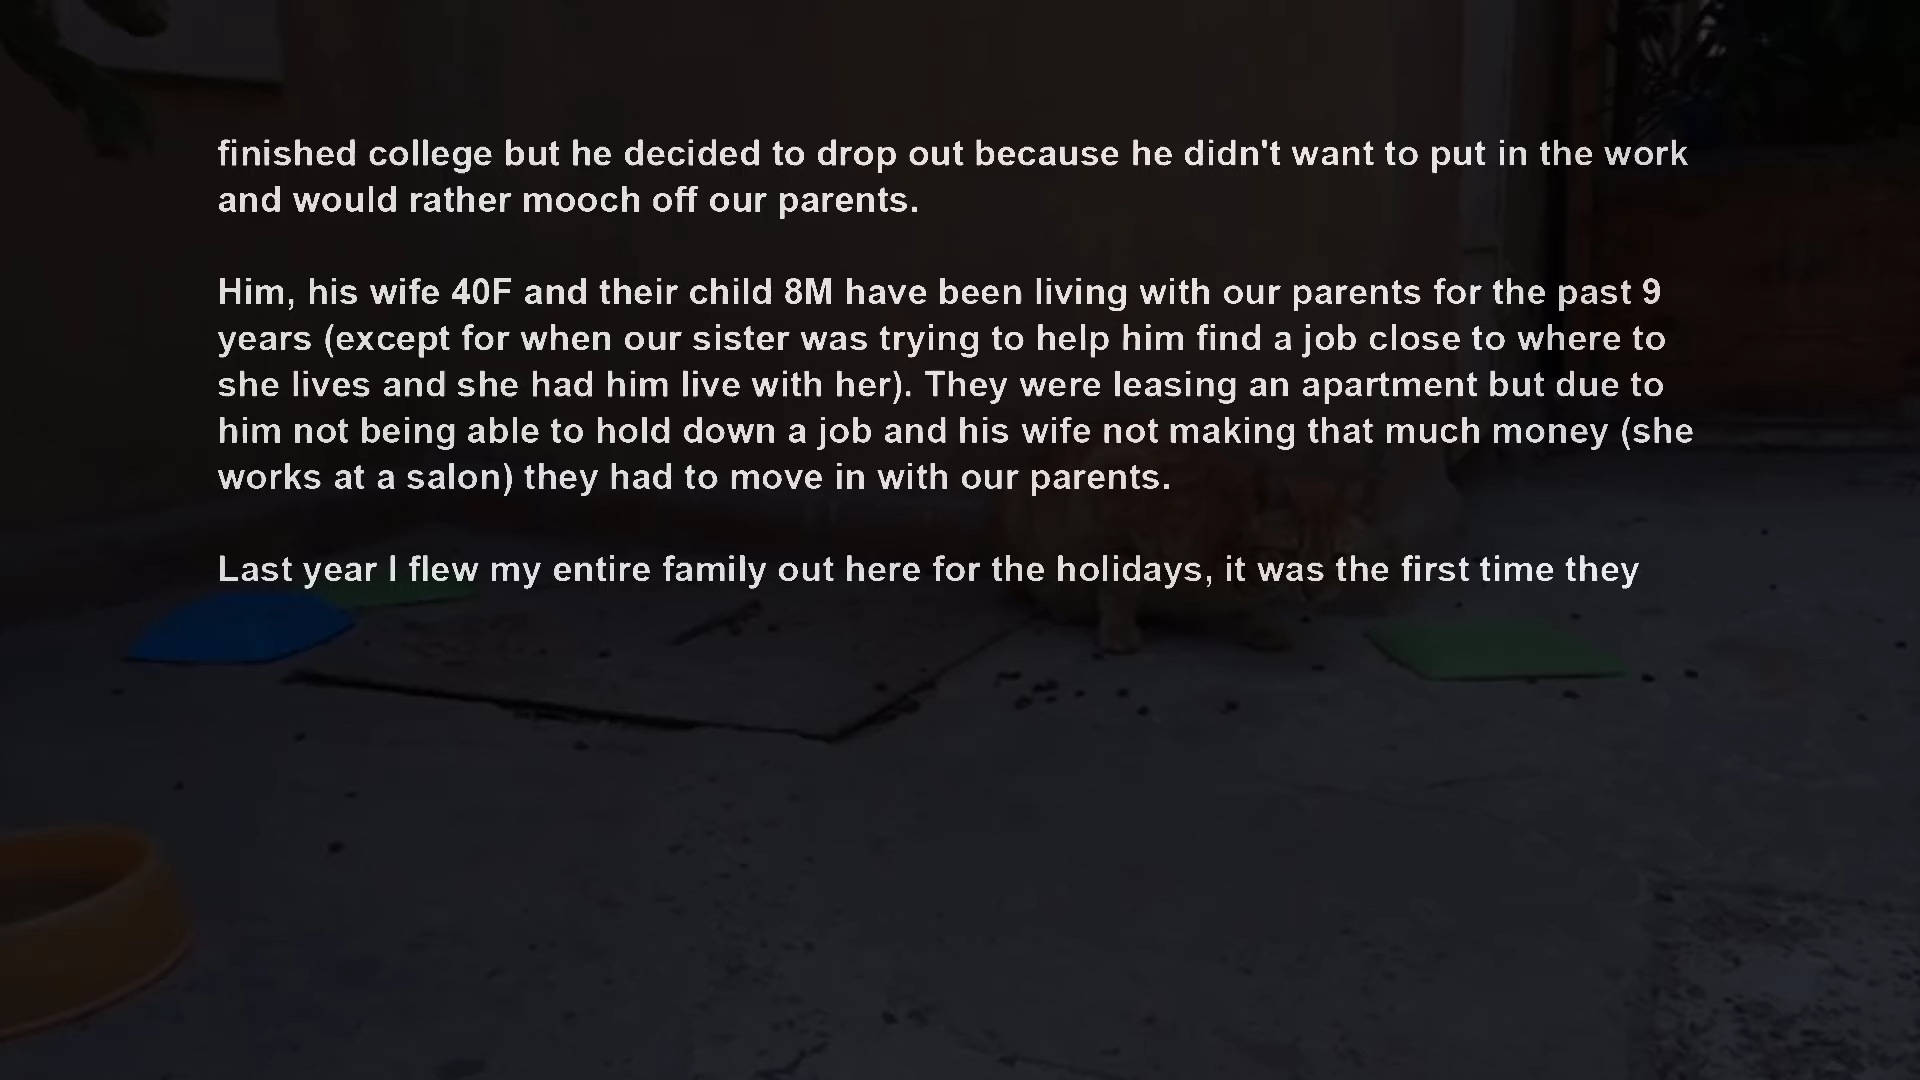 finished college but he decided to drop out because he didn't want to put in the work
and would rather mooch off our parents.
Him, his wife 40F and their child 8M have been living with our parents for the past 9
years (except for when our sister was trying to help him find a job close to where to
she lives and she had him live with her). They were leasing an apartment but due to
him not being able to hold down a job and his wife not making that much money (she
works at a salon) they had to move in with our parents.
Last year I flew my entire family out here for the holidays, it was the first time they